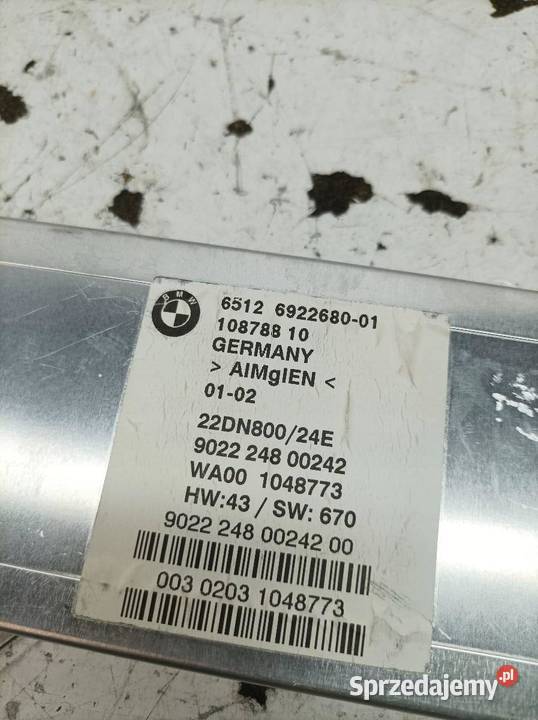 BMW
6512 6922680-01
108788 10
GERMANY
> AlMglEN <
01-02
22DN800/24E
9022 248 00242
WA00 1048773
HW:43 / SW: 670
9022 248 00242 00
003 0203 1048773
Sprzedajemy.pl